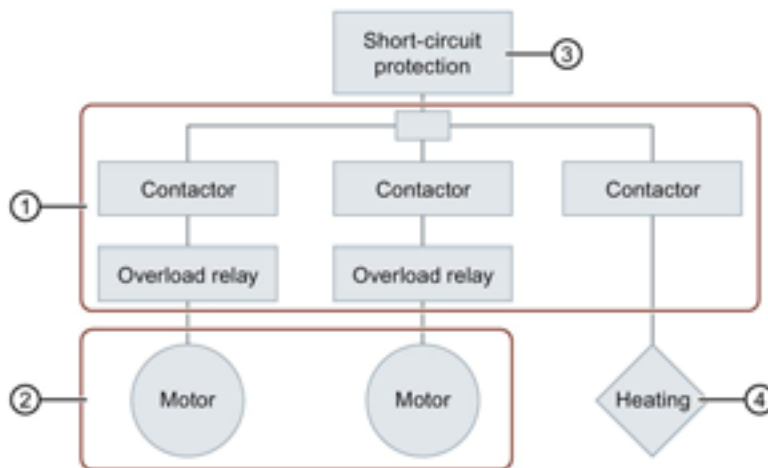 Short-circuit
protection
3
Contactor
Contactor
Contactor
1
Overload relay
Overload relay
2
Motor
Motor
Heating
4